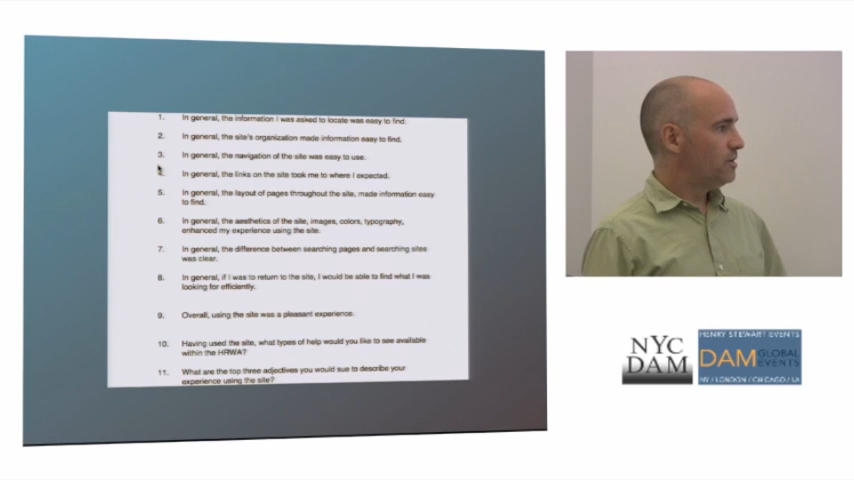 1. In general, the information I was asked to locate was easy to find.
2. In general, the site's organization made information easy to find.
3. In general, the navigation of the site was easy to use.
4. In general, the links on the site took me to where I expected.
5. In general, the layout of pages throughout the site, made information easy
to find.
6. In general, the aesthetics of the site, images, colors, typography,
enhanced my experience using the site.
7. In general, the difference between searching pages and searching sites
was clear.
8. In general, if I was to return to the site, I would be able to find what I was
looking for efficiently.
9. Overall, using the site was a pleasant experience.
10. Having used the site, what types of help would you like to see available
within the HRWA?
11. What are the top three adjectives you would sue to describe your
experience using the site?
NYC
DAM
HENRY STEWART EVENTS
DAM GLOBAL
EVENTS
NY / LONDON / CHICAGO / LA